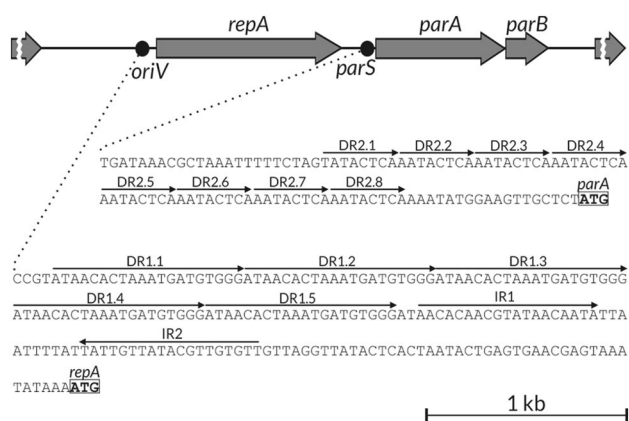 repA
parA
parB
oriV
parS
DR2.1 DR2.2 DR2.3 DR2.4
TGATAAACGCTAAATTTTTCTAGTATACTCAAATACTCAAATACTCAAATACTCA
DR2.5 DR2.6 DR2.7 DR2.8 parA
AATACTCAAATACTCAAATACTCAAATACTCAAAATATGGAAGTTGCTCTATG
DR1.1 DR1.2 DR1.3
CCGTATAACACTAAATGATGTGGGATAACACTAAATGATGTGGGATAACACTAAATGATGTGGG
DR1.4 DR1.5 IR1
ATAACACTAAATGATGTGGGATAACACTAAATGATGTGGGATAACACAACGTATAACAATATTA
IR2
ATTTTATTATTGTTATACGTTGTGTTGTTAGGTTATACTCACTAATACTGAGTGAACGAGTAAA
repA
TATAAAATG
1 kb